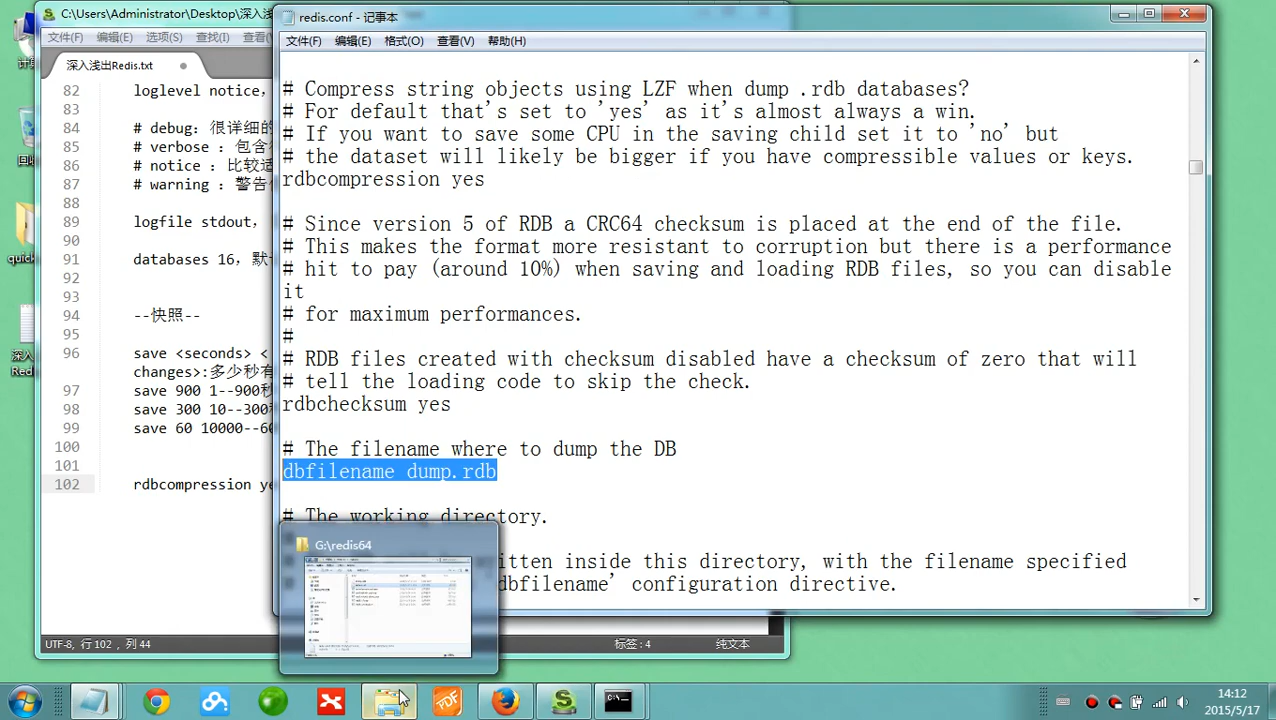 C:\Users\Administrator\Desktop\深入浅
文件(F) 编辑(E) 选项(S) 查找(I) 查看(
深入浅出Redis.txt
82 loglevel notice,
83
84 # debug: 很详细的
85 # verbose : 包含
86 # notice : 比较适
87 # warning : 警告
88
89 logfile stdout,
90
91 databases 16, 默
92
93
94 --快照--
95
96 save <seconds> <
changes>:多少秒有
97 save 900 1--900秒
98 save 300 10--300
99 save 60 10000--60
100
101
102 rdbcompression ye
UTF-8, 行 102 , 列 44
标签: 4
纯文本
redis.conf - 记事本
文件(F) 编辑(E) 格式(O) 查看(V) 帮助(H)
# Compress string objects using LZF when dump .rdb databases?
# For default that's set to 'yes' as it's almost always a win.
# If you want to save some CPU in the saving child set it to 'no' but
# the dataset will likely be bigger if you have compressible values or keys.
rdbcompression yes
# Since version 5 of RDB a CRC64 checksum is placed at the end of the file.
# This makes the format more resistant to corruption but there is a performance
# hit to pay (around 10%) when saving and loading RDB files, so you can disable
it
# for maximum performances.
#
# RDB files created with checksum disabled have a checksum of zero that will
# tell the loading code to skip the check.
rdbchecksum yes
# The filename where to dump the DB
dbfilename dump.rdb
# The working directory.
itten inside this directory, with the filename specified
dbfilename' configuration directive.
G:\redis64
PDF
C:\
14:12
2015/5/17